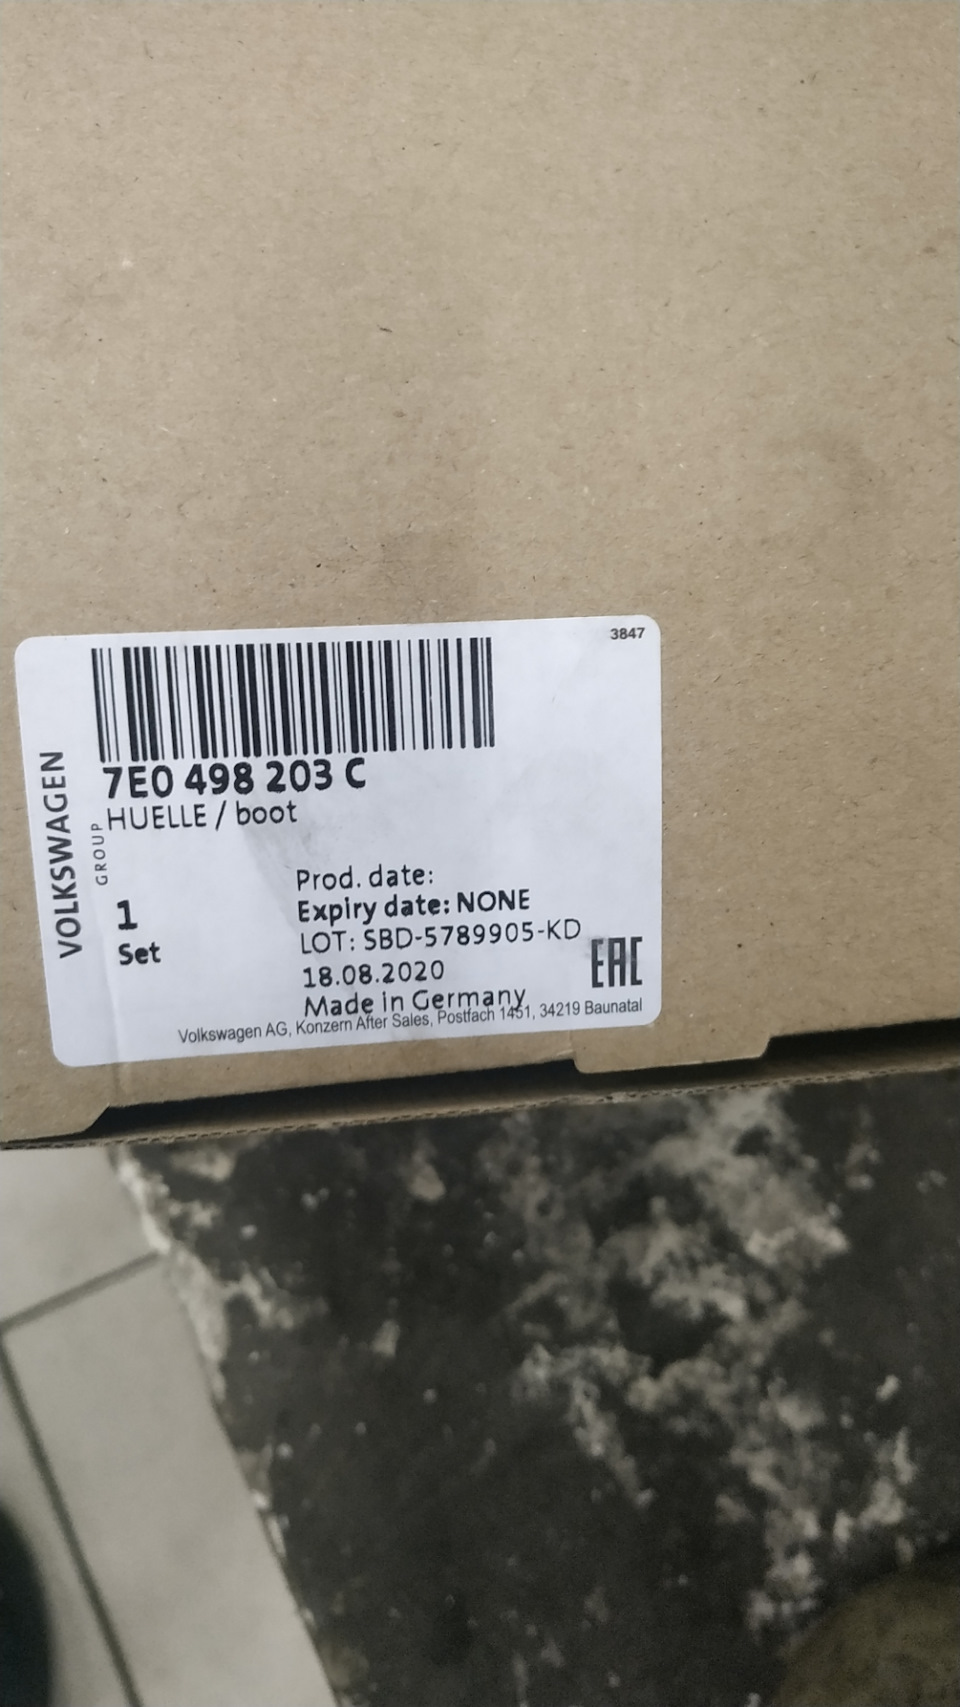 3847
VOLKSWAGEN
GROUP
7E0 498 203 C
HUELLE / boot
1
Set
Prod. date:
Expiry date: NONE
LOT: SBD-5789905-KD
18.08.2020
EAC
Made in Germany
Volkswagen AG, Konzern After Sales, Postfach 1451, 34219 Baunatal